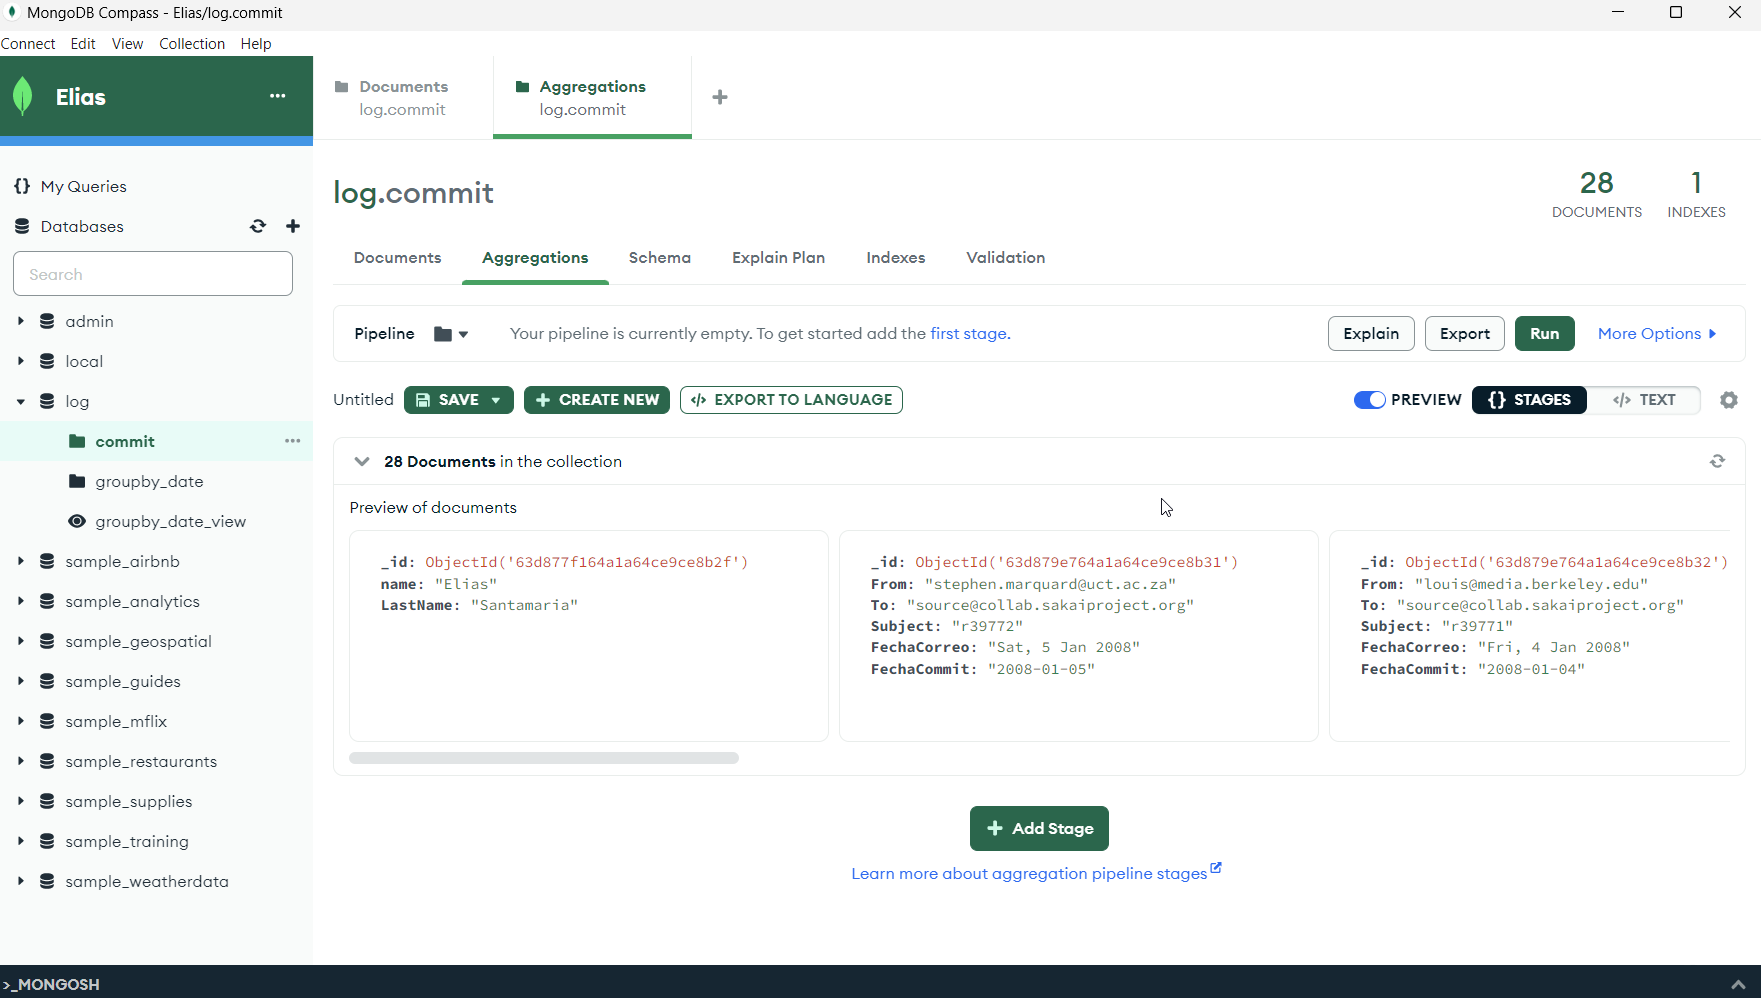 MongoDB Compass - Elias/log.commit
Connect Edit View Collection Help
Elias
My Queries
Databases
Search
admin
local
log
commit
groupby_date
groupby_date_view
sample_airbnb
sample_analytics
sample_geospatial
sample_guides
sample_mflix
sample_restaurants
sample_supplies
sample_training
sample_weatherdata
Documents
log.commit
Aggregations
log.commit
log.commit
28
DOCUMENTS
1
INDEXES
Documents Aggregations Schema Explain Plan Indexes Validation
Pipeline Your pipeline is currently empty. To get started add the first stage. Explain Export Run More Options
Untitled SAVE CREATE NEW </> EXPORT TO LANGUAGE PREVIEW {} STAGES </> TEXT
28 Documents in the collection
Preview of documents
_id: ObjectId('63d877f164a1a64ce9ce8b2f')
name: "Elias"
LastName: "Santamaria"
_id: ObjectId('63d879e764a1a64ce9ce8b31')
From: "stephen.marquard@uct.ac.za"
To: "source@collab.sakaiproject.org"
Subject: "r39772"
FechaCorreo: "Sat, 5 Jan 2008"
FechaCommit: "2008-01-05"
_id: ObjectId('63d879e764a1a64ce9ce8b32')
From: "louis@media.berkeley.edu"
To: "source@collab.sakaiproject.org"
Subject: "r39771"
FechaCorreo: "Fri, 4 Jan 2008"
FechaCommit: "2008-01-04"
Add Stage
Learn more about aggregation pipeline stages
>_MONGOSH